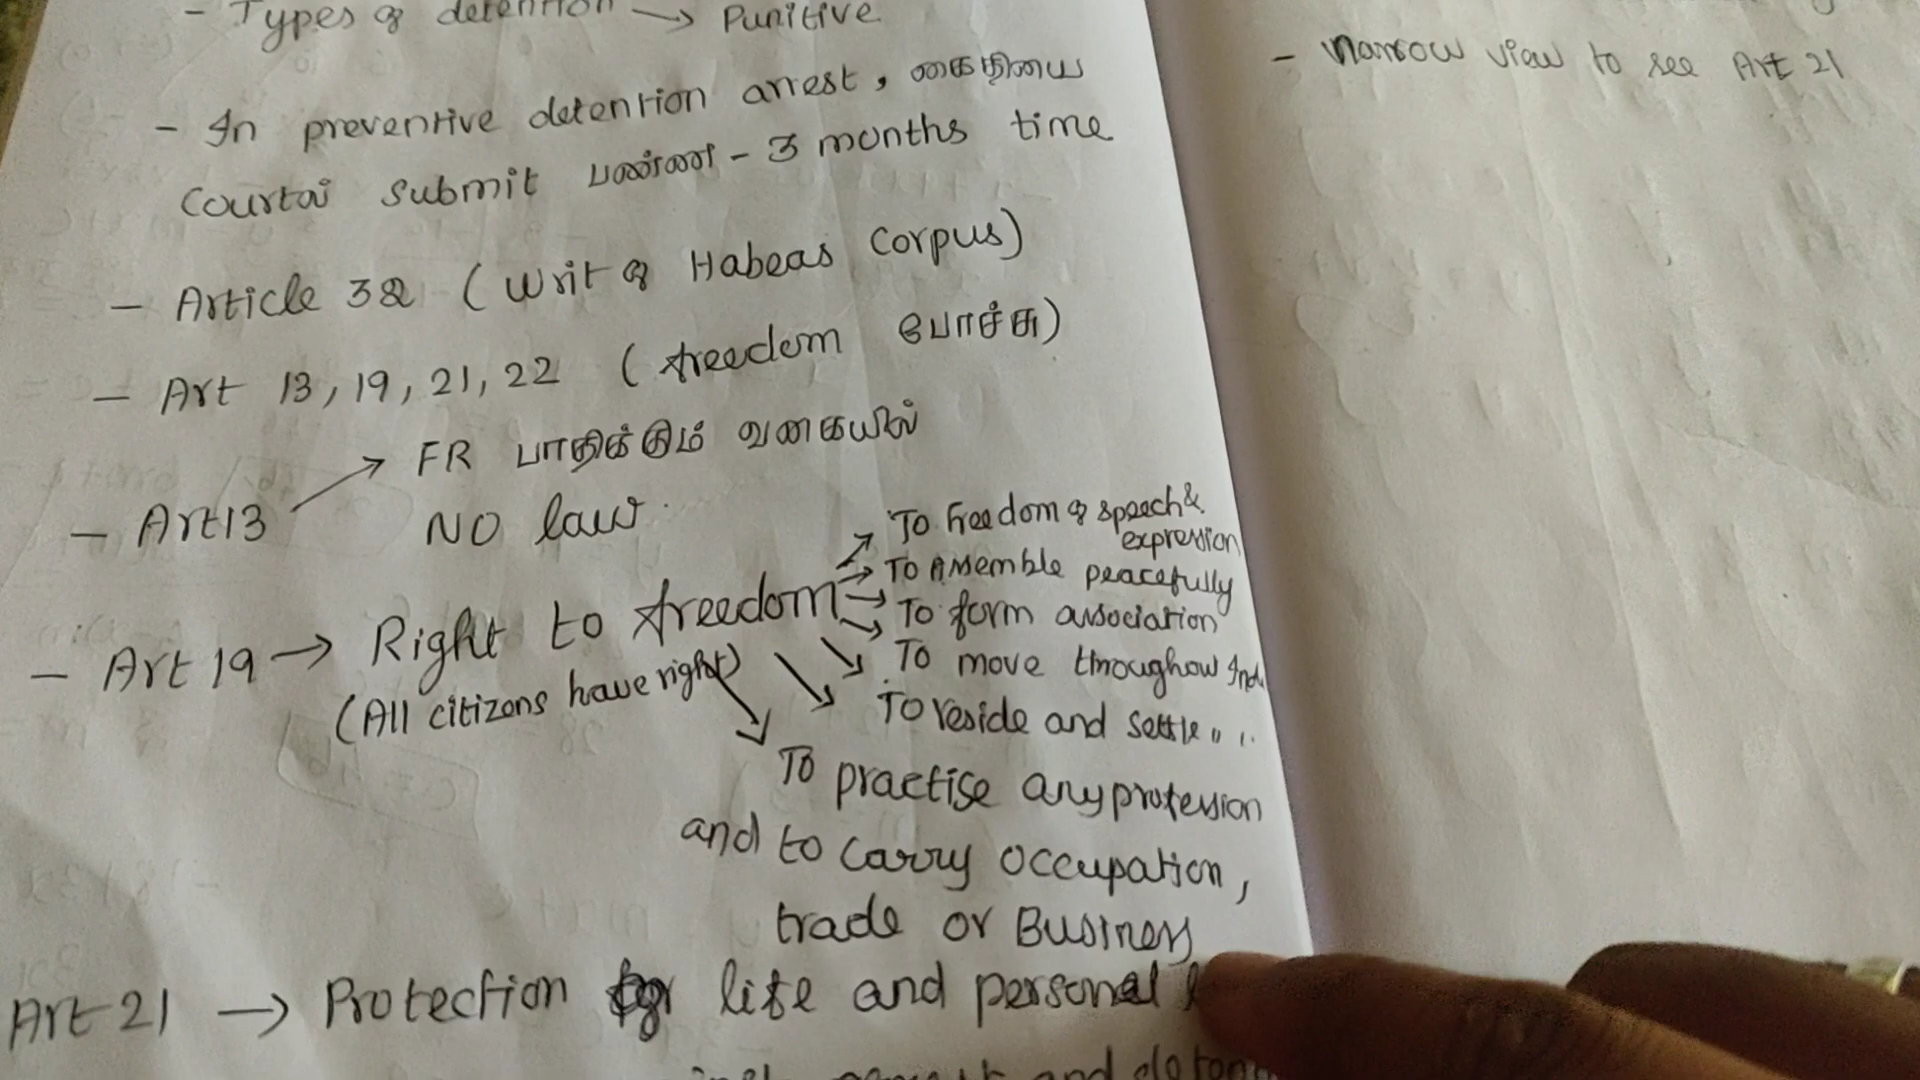 - Types of detention → Punitive
- In preventive detention arrest, கைதியை
Courtல் submit பண்ண - 3 months time
- Article 32 (Writ of Habeas Corpus)
- Art 13, 19, 21, 22 (freedom போச்சு)
- Art 13 → FR பாதிக்கும் வகையில்
NO law.
- Art 19 → Right to freedom
(All citizens have right)
→ To Freedom of speech &
expression
→ To Assemble peacefully
→ To form association
→ To move throughout Ind
→ To reside and settle " "
→ To practise any profession
and to carry occupation,
trade or Business
Art 21 → Protection of life and personal
and
- Narrow view to see Art 21